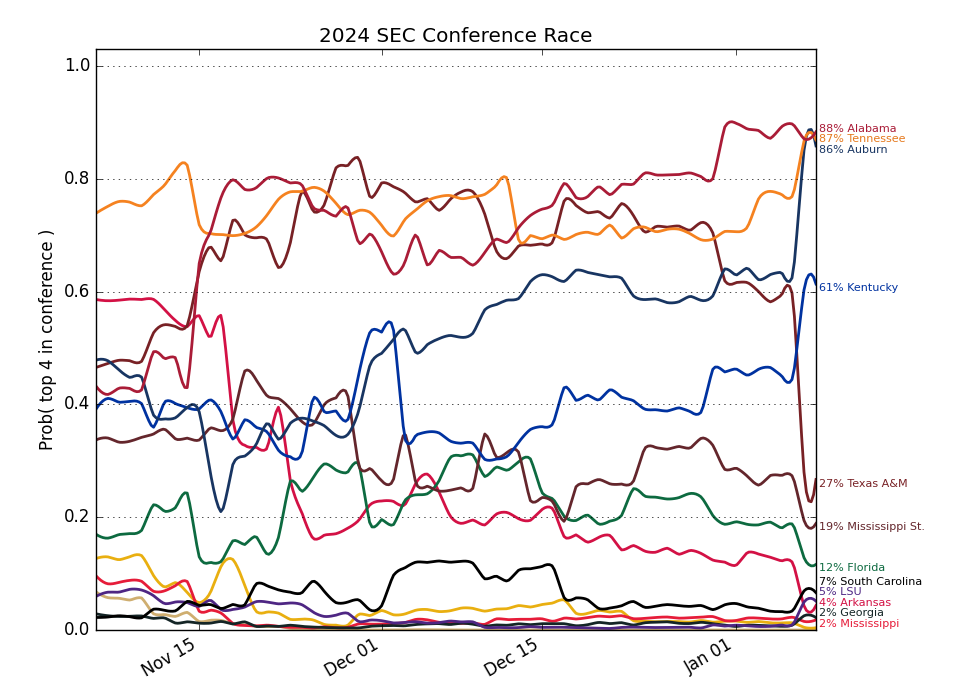 2024 SEC Conference Race
Prob( top 4 in conference )
1.0
0.8
0.6
0.4
0.2
0.0
Nov 15
Dec 01
Dec 15
Jan 01
88% Alabama
87% Tennessee
86% Auburn
61% Kentucky
27% Texas A&M
19% Mississippi St.
12% Florida
7% South Carolina
5% LSU
4% Arkansas
2% Georgia
2% Mississippi